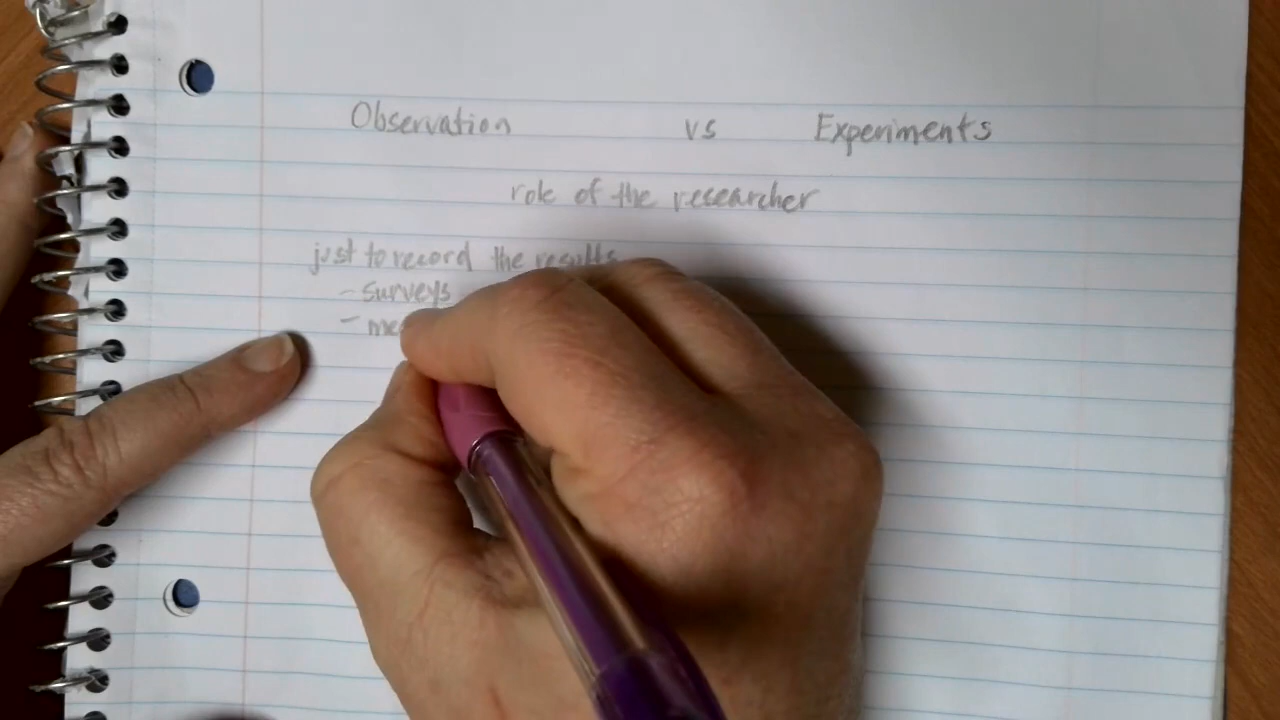 Observation vs Experiments
role of the researcher
just to record the results
- surveys
-